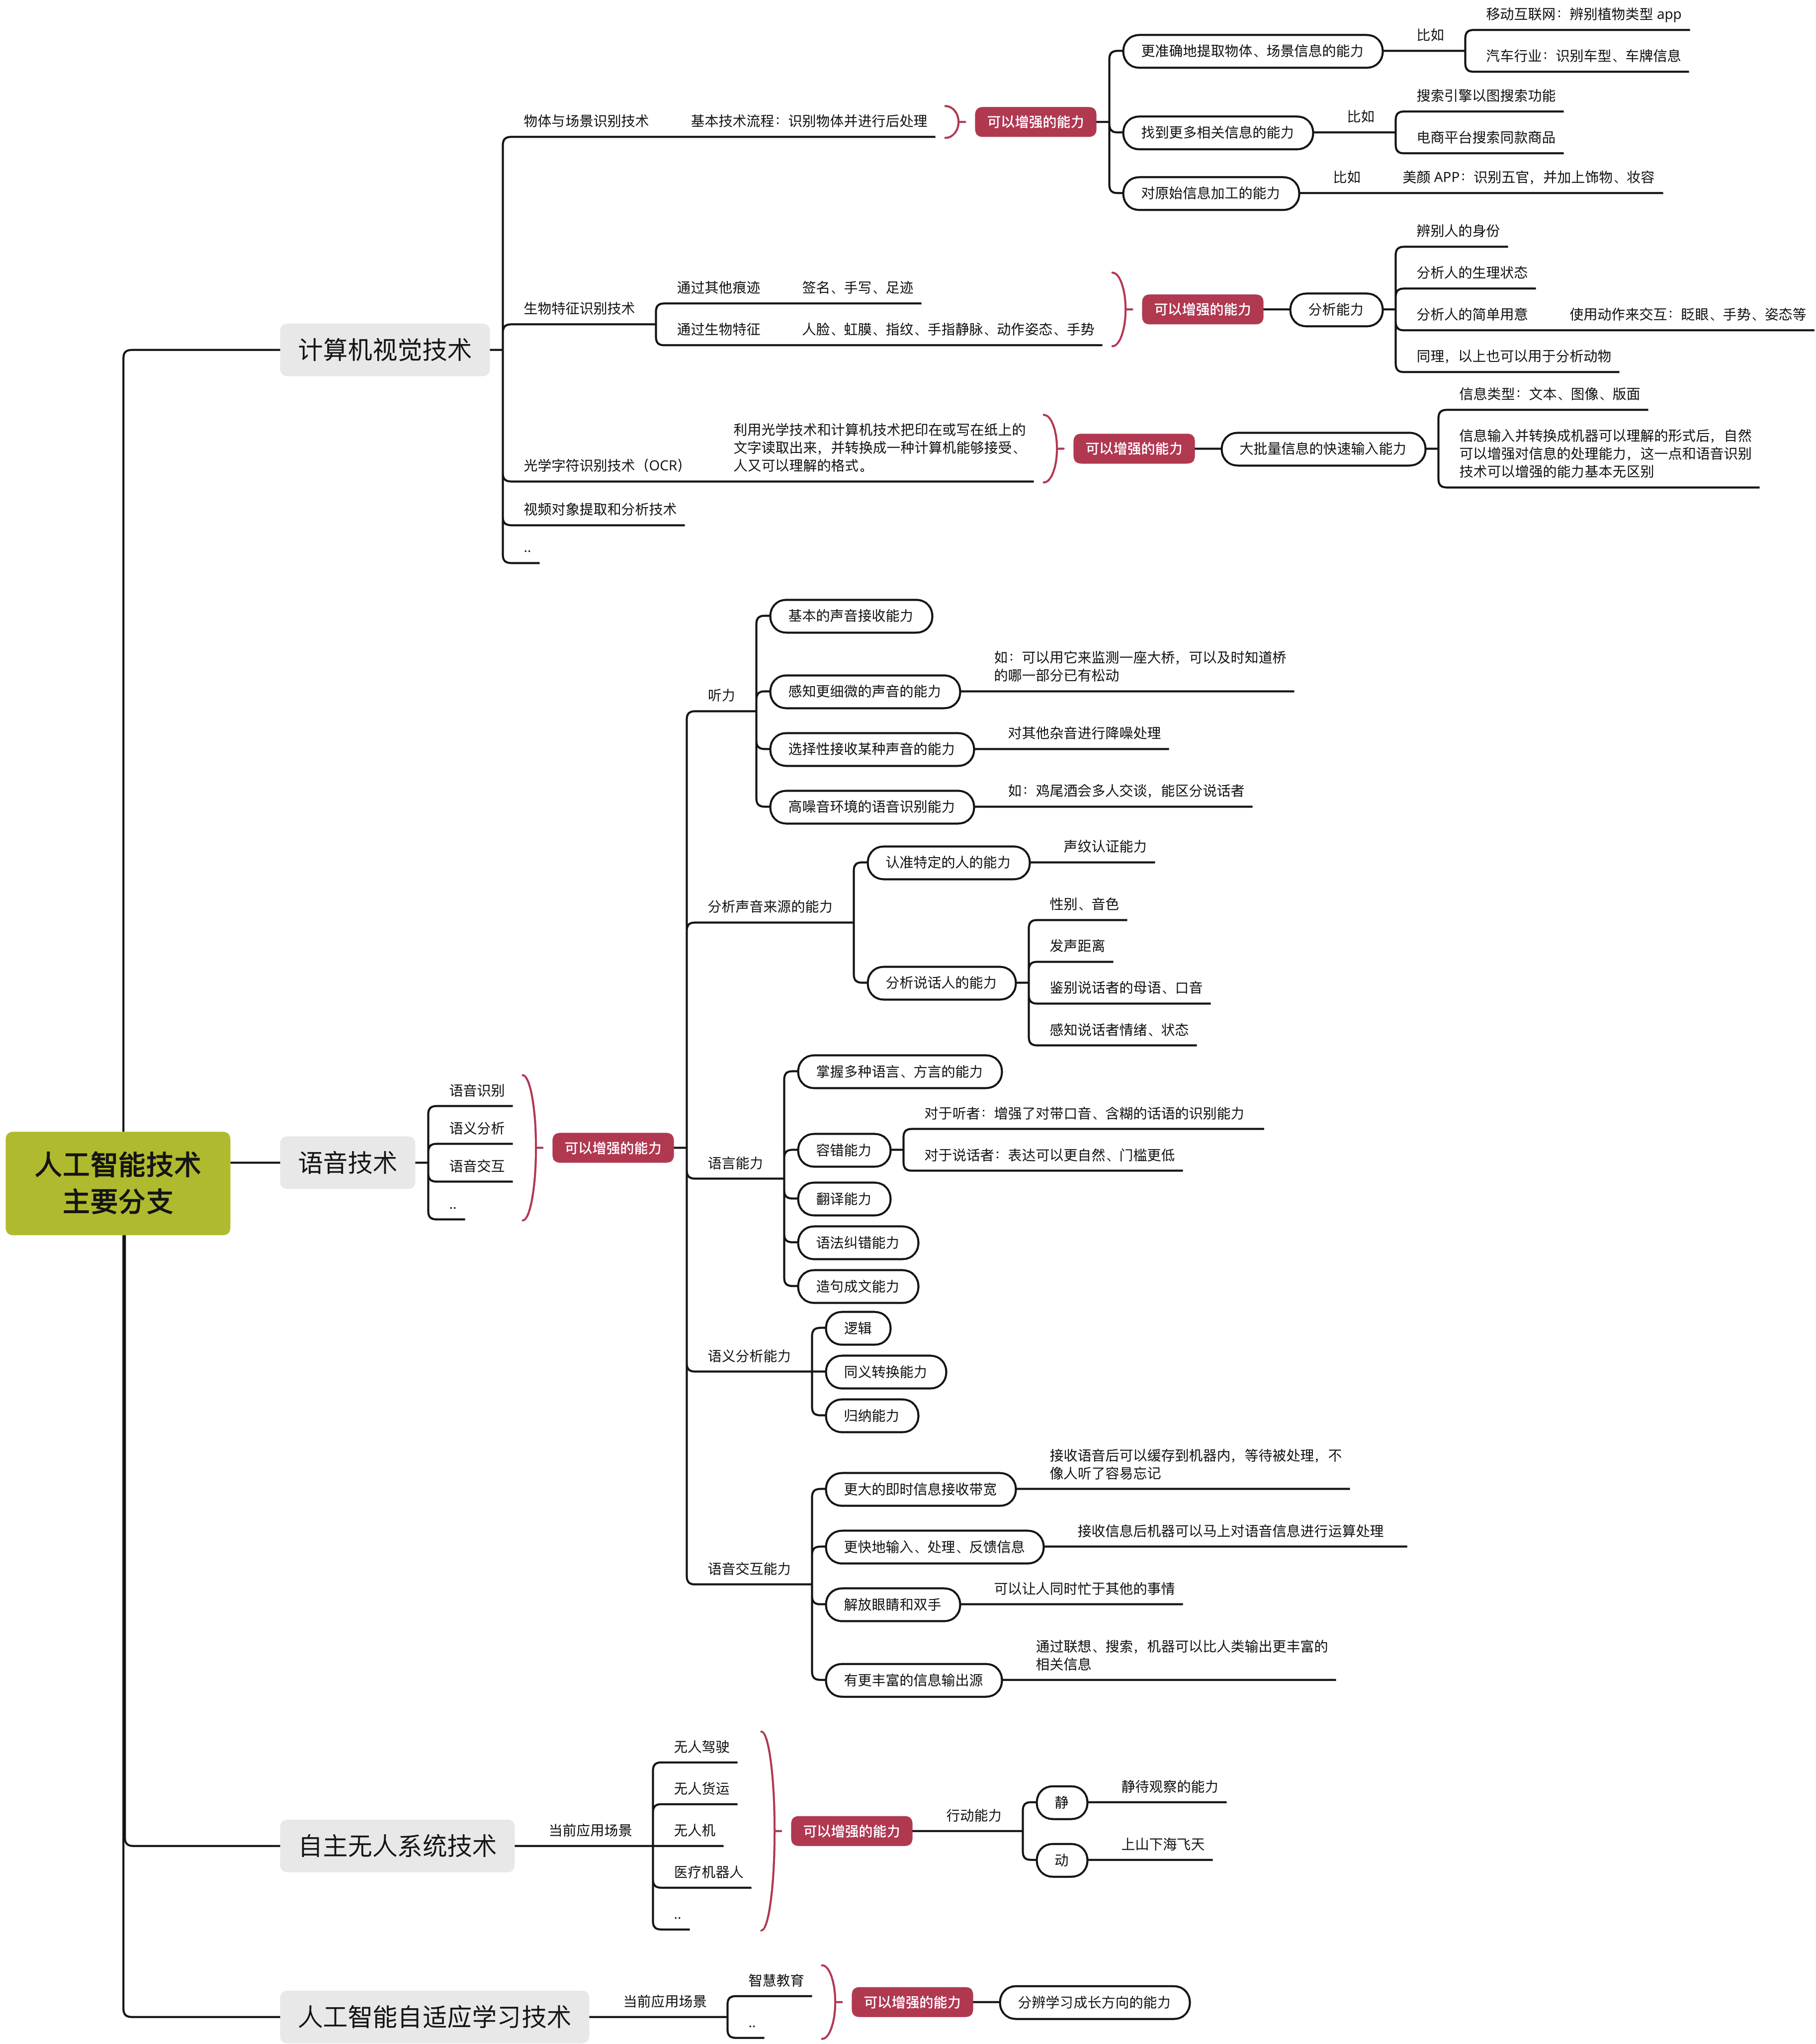 人工智能技术
主要分支
计算机视觉技术
物体与场景识别技术
基本技术流程：识别物体并进行后处理
可以增强的能力
更准确地提取物体、场景信息的能力
比如
移动互联网：辨别植物类型 app
汽车行业：识别车型、车牌信息
找到更多相关信息的能力
比如
搜索引擎以图搜索功能
电商平台搜索同款商品
对原始信息加工的能力
比如
美颜 APP：识别五官，并加上饰物、妆容
生物特征识别技术
通过其他痕迹
签名、手写、足迹
通过生物特征
人脸、虹膜、指纹、手指静脉、动作姿态、手势
可以增强的能力
分析能力
辨别人的身份
分析人的生理状态
分析人的简单用意
使用动作来交互：眨眼、手势、姿态等
同理，以上也可以用于分析动物
光学字符识别技术（OCR）
利用光学技术和计算机技术把印在或写在纸上的
文字读取出来，并转换成一种计算机能够接受、
人又可以理解的格式。
可以增强的能力
大批量信息的快速输入能力
信息类型：文本、图像、版面
信息输入并转换成机器可以理解的形式后，自然
可以增强对信息的处理能力，这一点和语音识别
技术可以增强的能力基本无区别
视频对象提取和分析技术
..
语音技术
语音识别
语义分析
语音交互
..
可以增强的能力
听力
基本的声音接收能力
感知更细微的声音的能力
如：可以用它来监测一座大桥，可以及时知道桥
的哪一部分已有松动
选择性接收某种声音的能力
对其他杂音进行降噪处理
高噪音环境的语音识别能力
如：鸡尾酒会多人交谈，能区分说话者
分析声音来源的能力
认准特定的人的能力
声纹认证能力
分析说话人的能力
性别、音色
发声距离
鉴别说话者的母语、口音
感知说话者情绪、状态
语言能力
掌握多种语言、方言的能力
容错能力
对于听者：增强了对带口音、含糊的话语的识别能力
对于说话者：表达可以更自然、门槛更低
翻译能力
语法纠错能力
造句成文能力
语义分析能力
逻辑
同义转换能力
归纳能力
语音交互能力
更大的即时信息接收带宽
接收语音后可以缓存到机器内，等待被处理，不
像人听了容易忘记
更快地输入、处理、反馈信息
接收信息后机器可以马上对语音信息进行运算处理
解放眼睛和双手
可以让人同时忙于其他的事情
有更丰富的信息输出源
通过联想、搜索，机器可以比人类输出更丰富的
相关信息
自主无人系统技术
当前应用场景
无人驾驶
无人货运
无人机
医疗机器人
..
可以增强的能力
行动能力
静
静待观察的能力
动
上山下海飞天
人工智能自适应学习技术
当前应用场景
智慧教育
..
可以增强的能力
分辨学习成长方向的能力